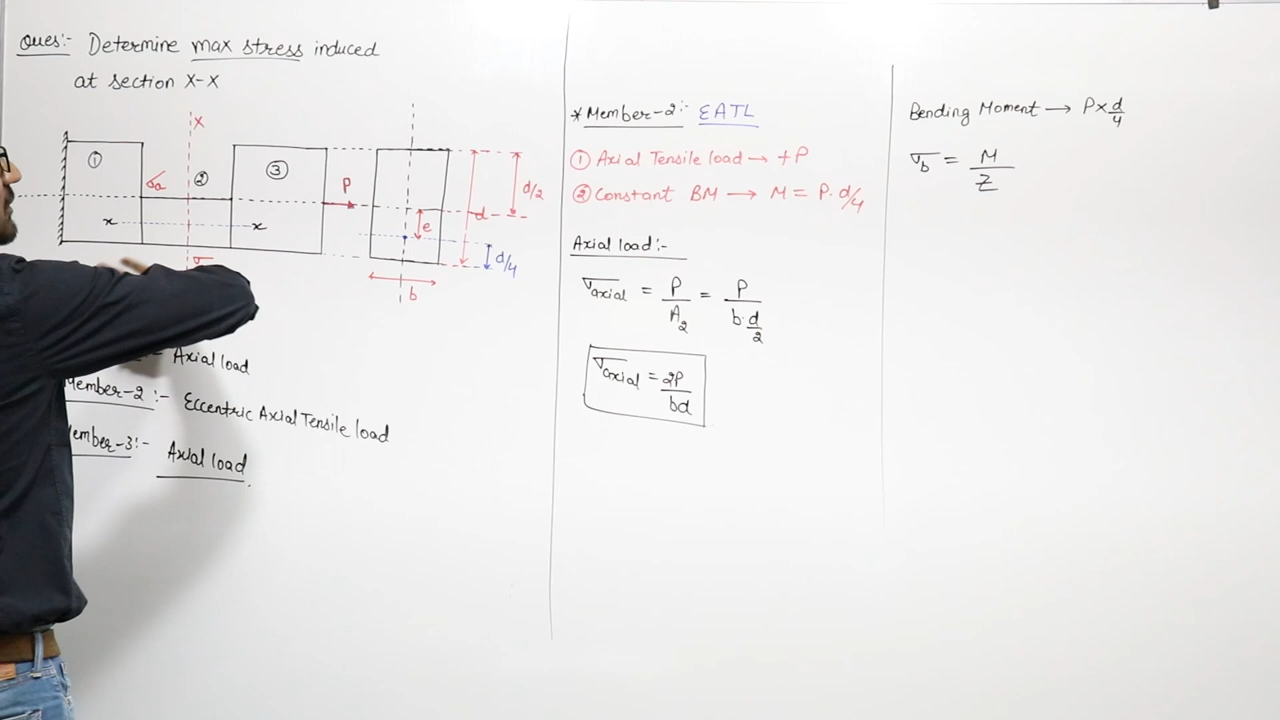 Ques:- Determine max stress induced
at section X-X
X
① ② ③
σa
P
x x
σ
d/2
d
e
d/4
b
Axial load
Member-2:- Eccentric Axial Tensile load
ember-3:- Axial load
*Member-2:- EATL
① Axial Tensile load → +P
② Constant BM → M = P. d/4
Axial load:-
σaxial = P/A2 = P/(b.d/2)
σaxial = 2P/bd
Bending Moment → P×d/4
σb = M/Z